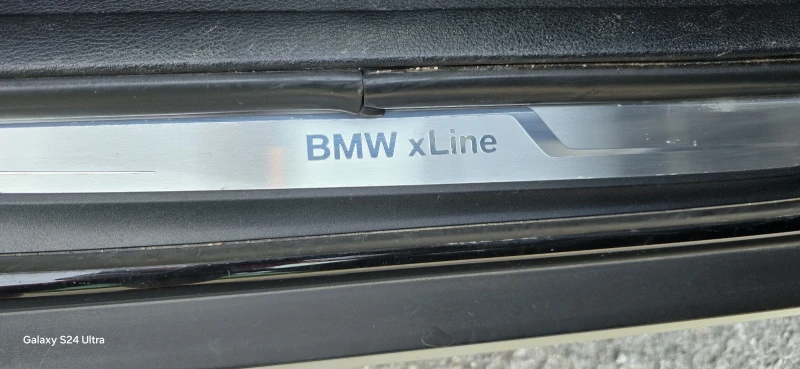 BMW xLine
Galaxy S24 Ultra